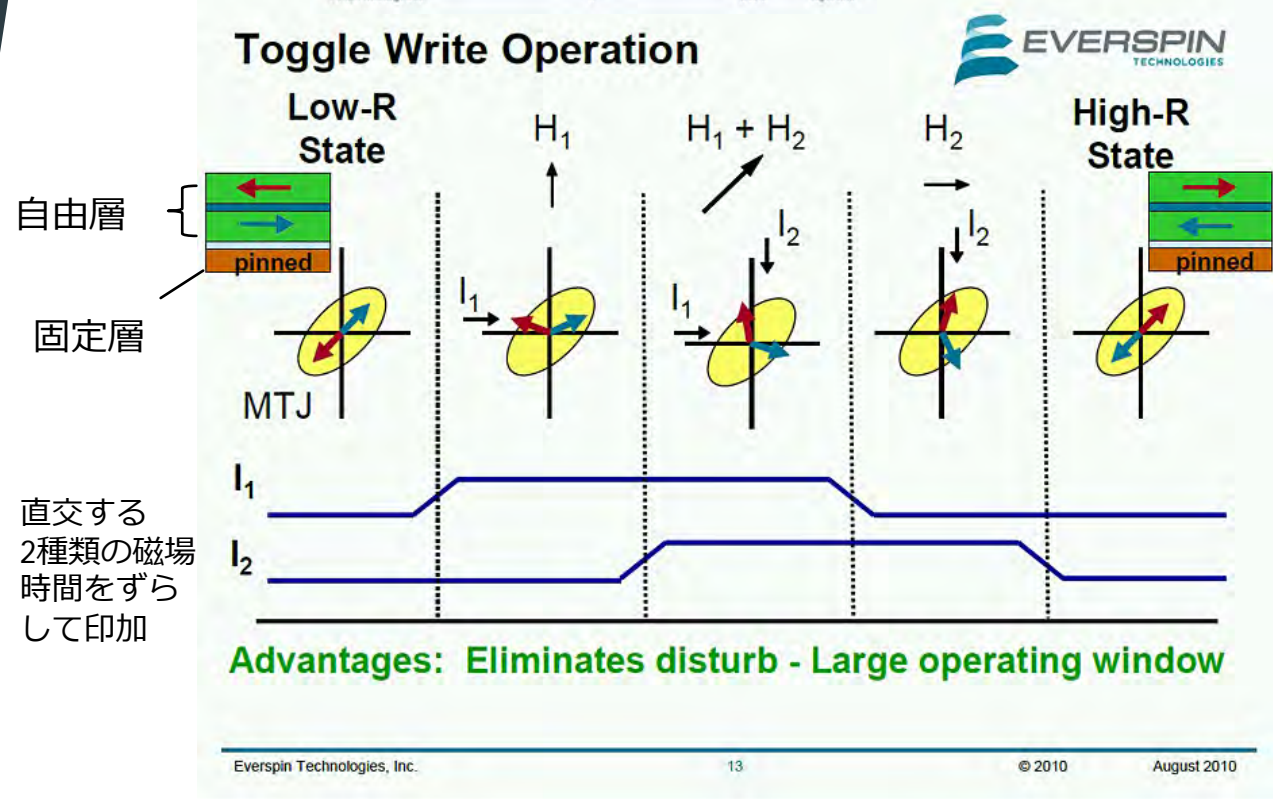 Toggle Write Operation
EVERSPIN
TECHNOLOGIES
Low-R
State
H1
H1 + H2
H2
High-R
State
自由層
pinned
固定層
I1
I1
I2
I2
pinned
MTJ
I1
I2
直交する
2種類の磁場
時間をずら
して印加
Advantages: Eliminates disturb - Large operating window
Everspin Technologies, Inc.
13
© 2010
August 2010